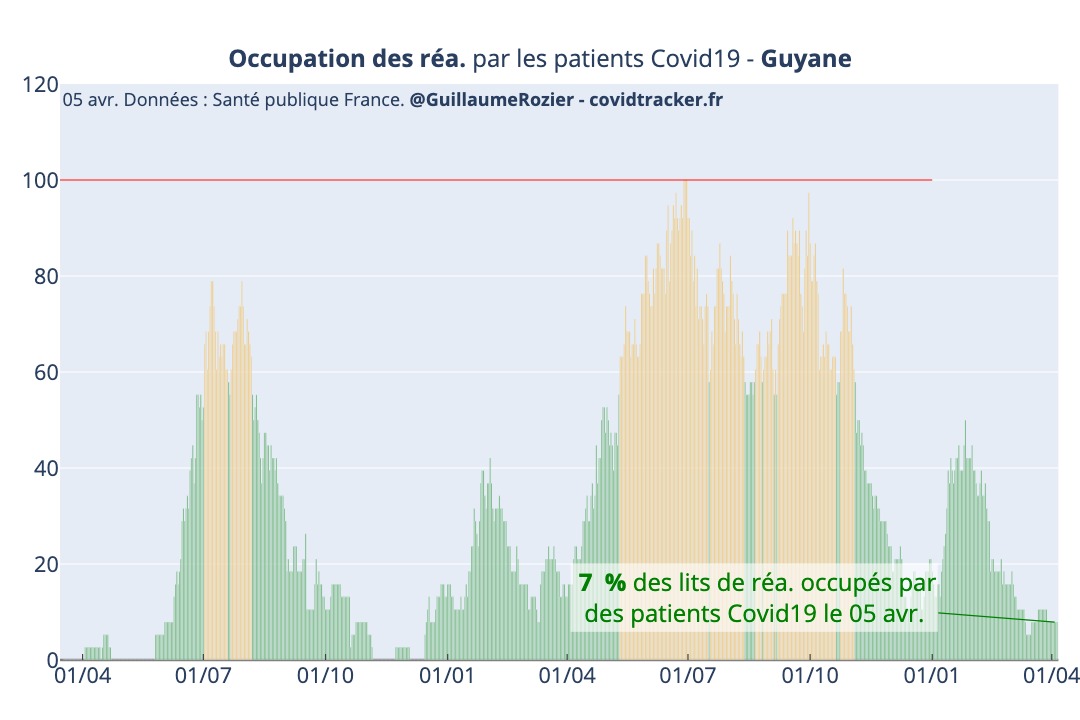 Occupation des réa. par les patients Covid19 - Guyane
120
05 avr. Données : Santé publique France. @GuillaumeRozier - covidtracker.fr
100
80
60
40
20
7 % des lits de réa. occupés par
des patients Covid19 le 05 avr.
0
01/04 01/07 01/10 01/01 01/04 01/07 01/10 01/01 01/04